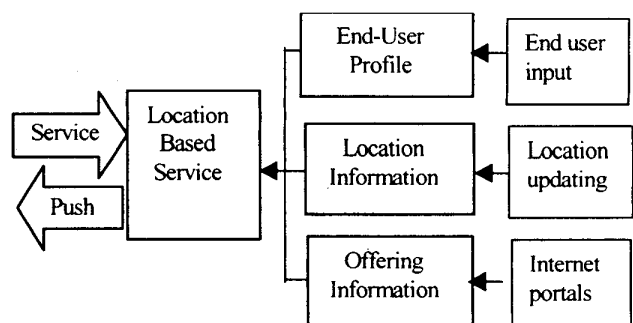 Service
Push
Location
Based
Service
End-User
Profile
End user
input
Location
Information
Location
updating
Offering
Information
Internet
portals